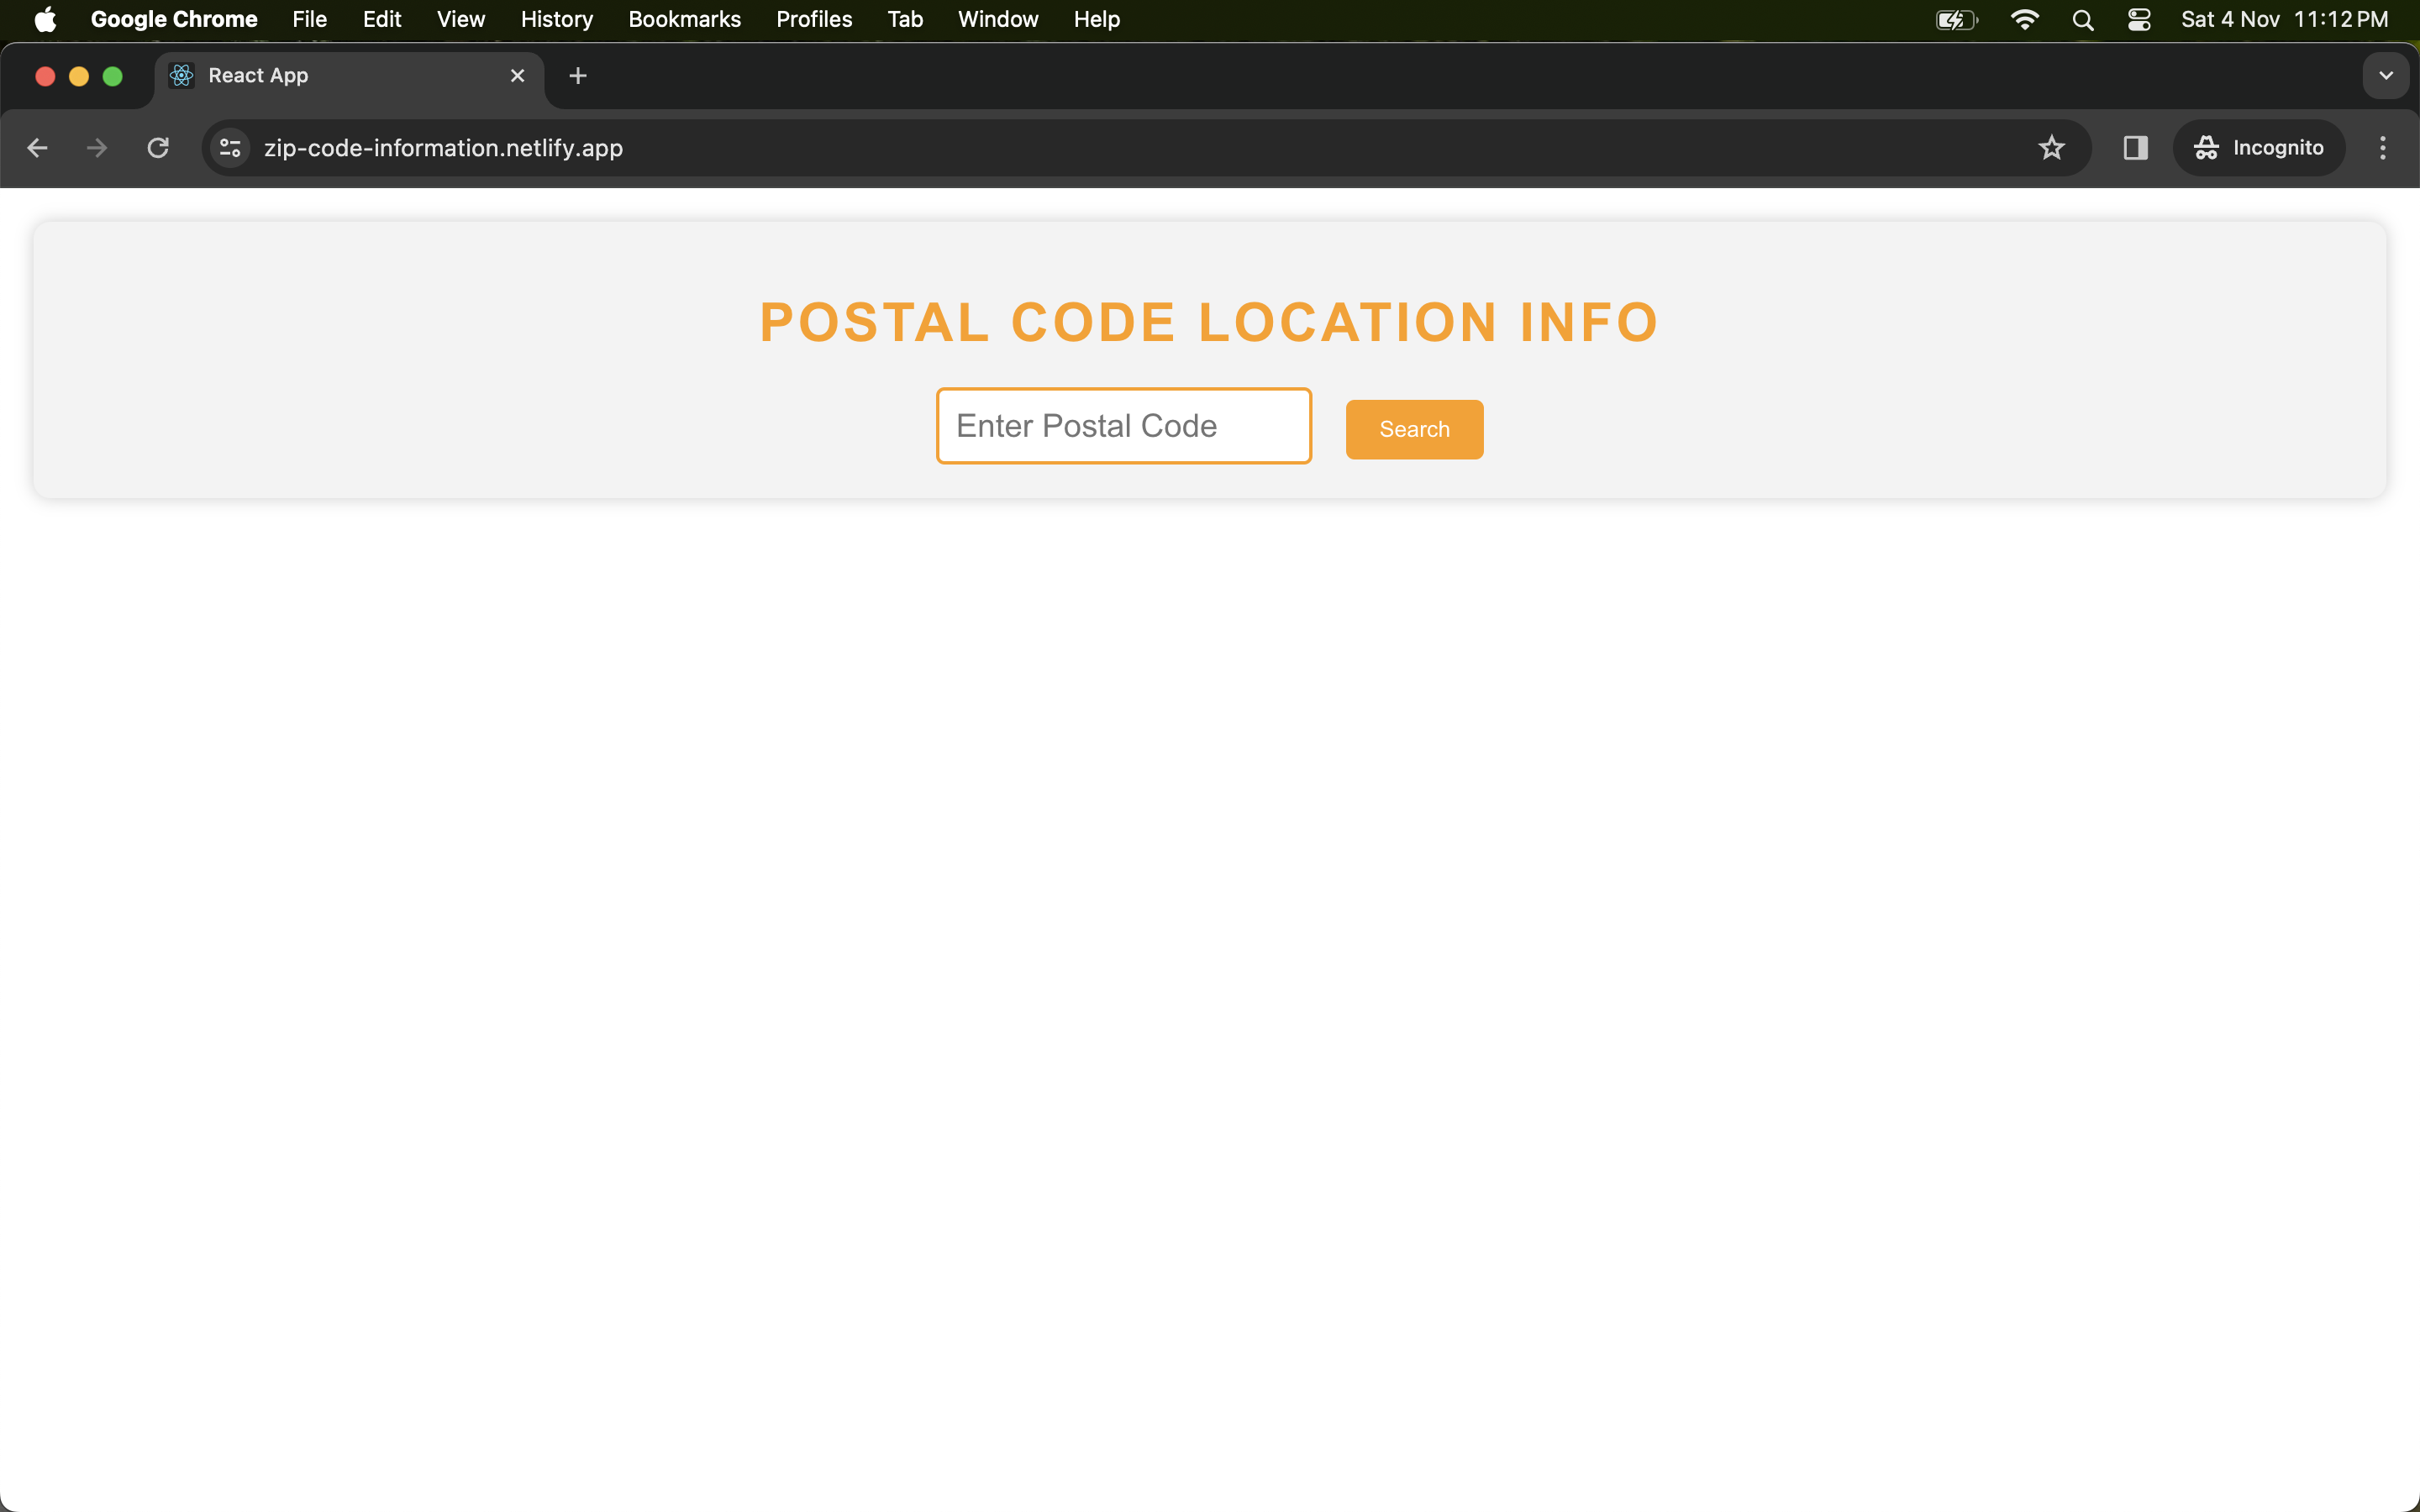 Google Chrome File Edit View History Bookmarks Profiles Tab Window Help Sat 4 Nov 11:12 PM
React App
zip-code-information.netlify.app Incognito
POSTAL CODE LOCATION INFO
Enter Postal Code Search